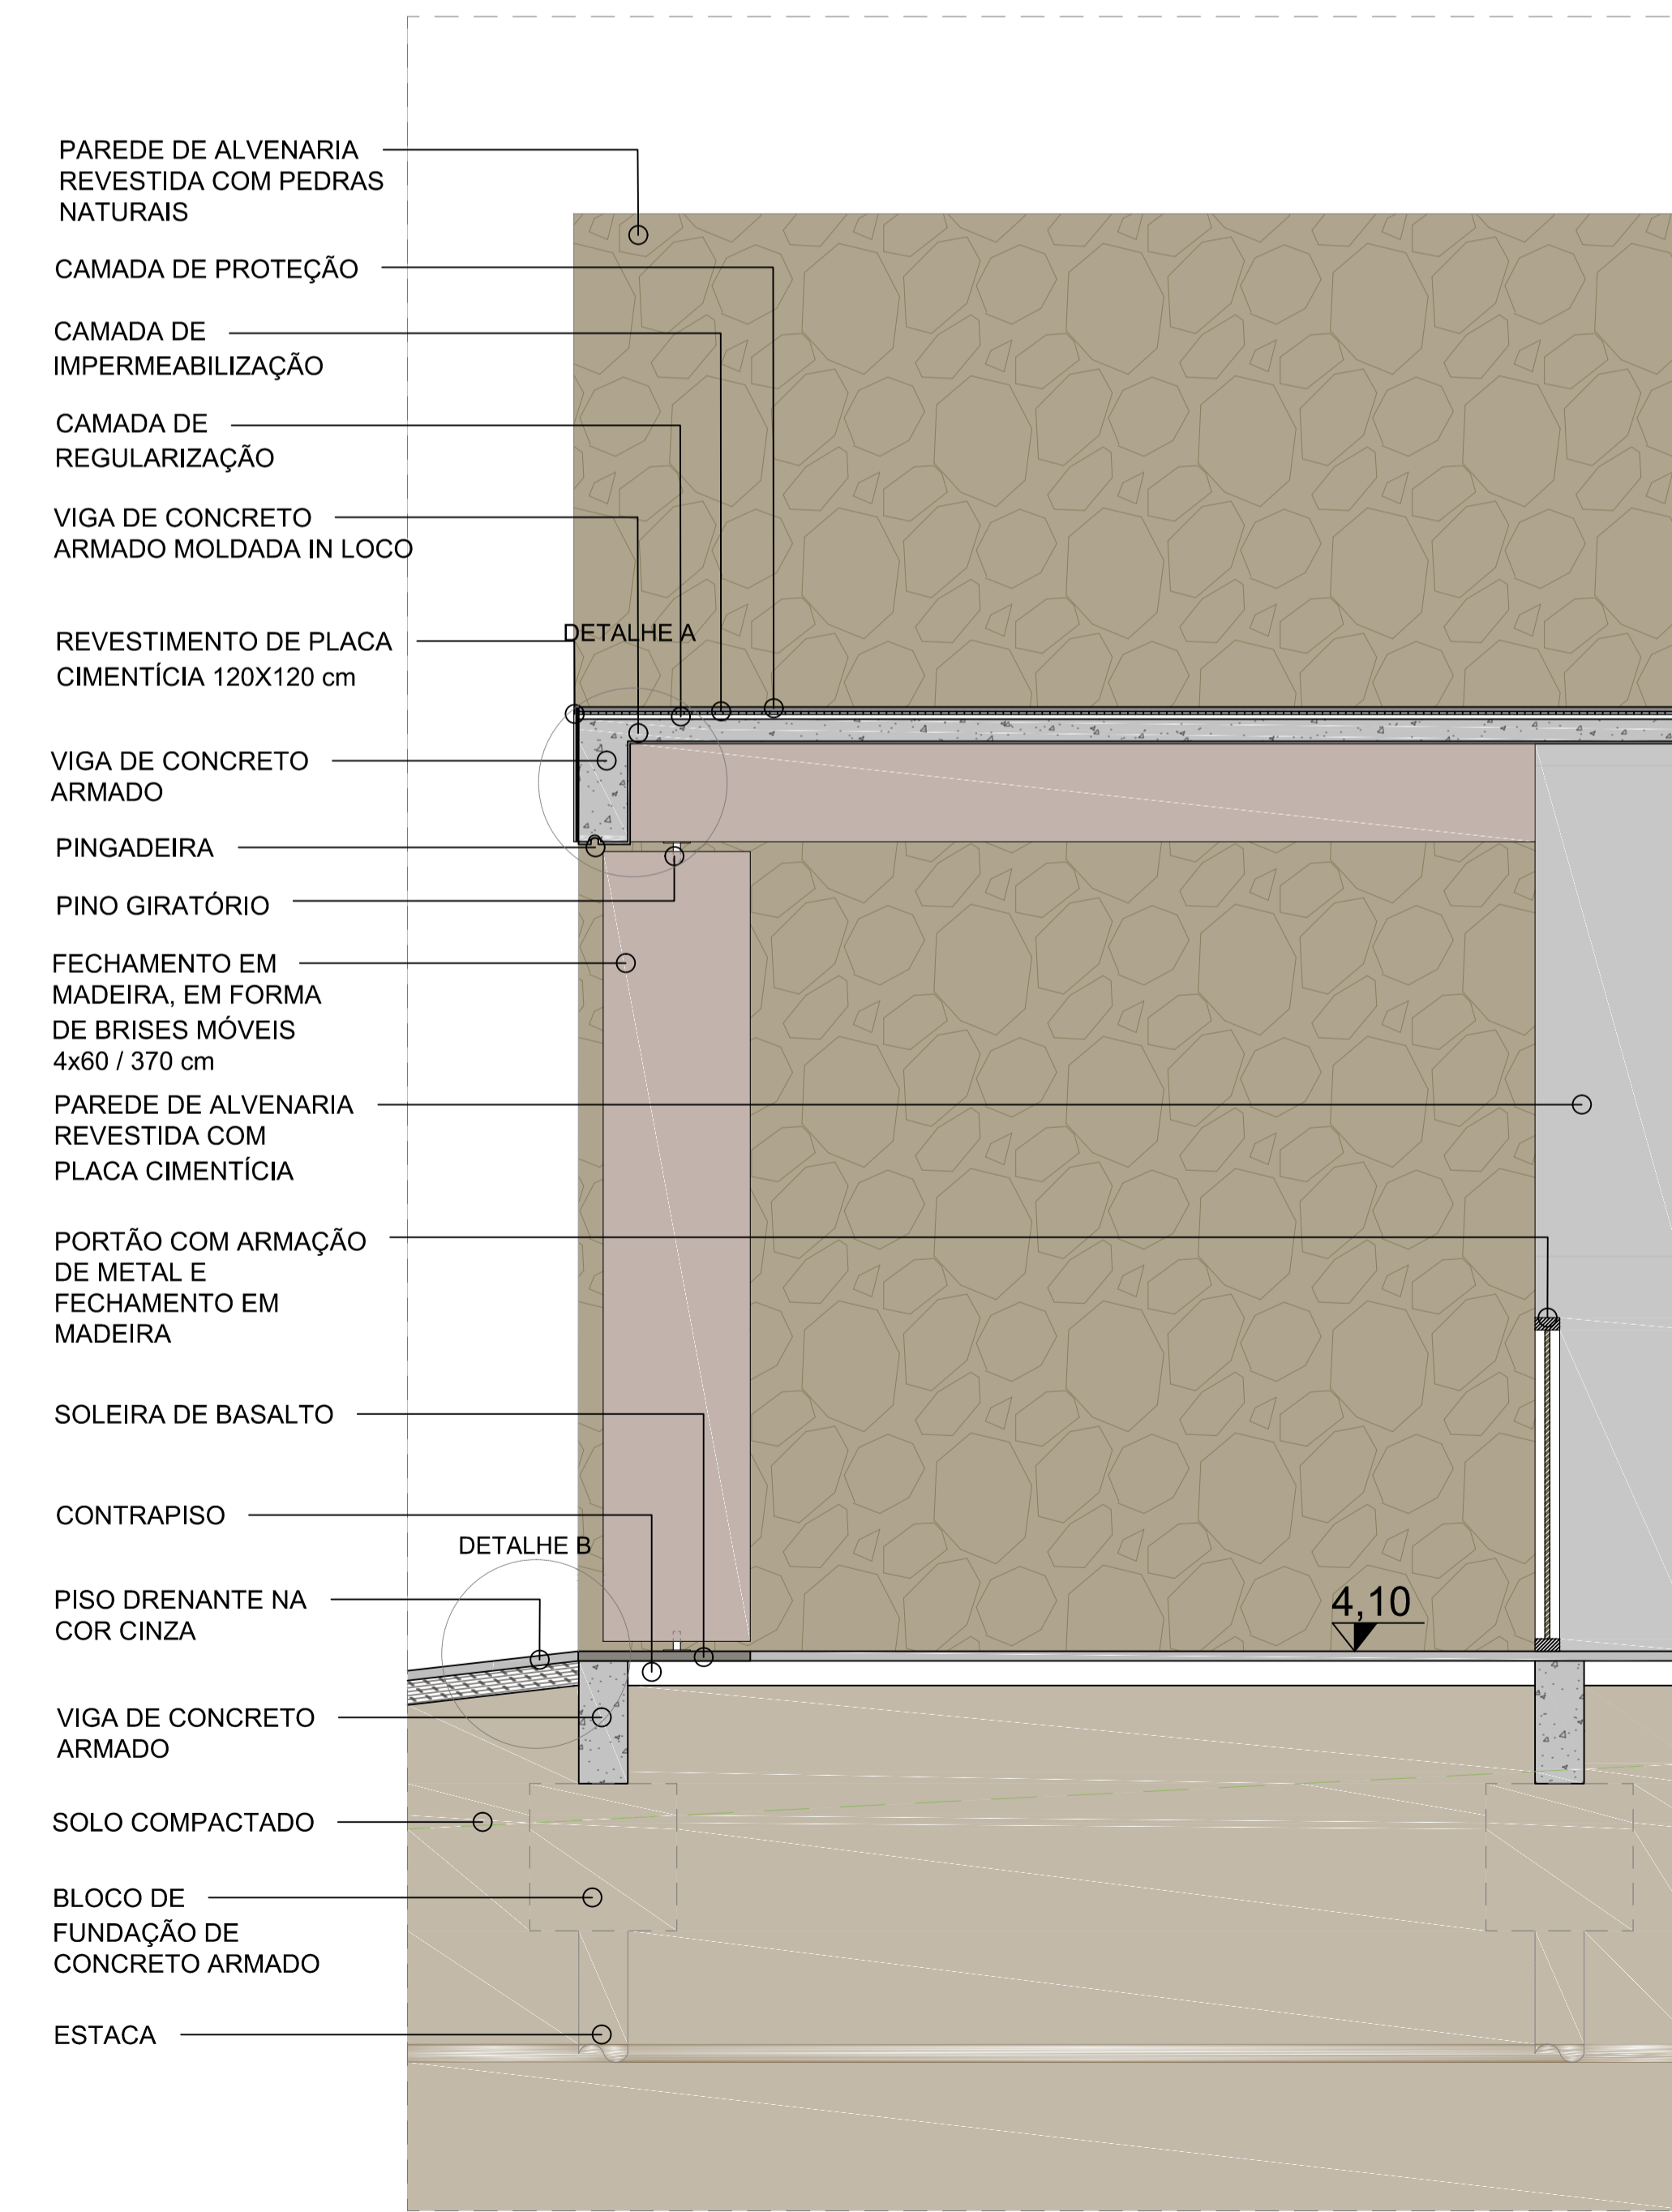 PAREDE DE ALVENARIA
REVESTIDA COM PEDRAS
NATURAIS
CAMADA DE PROTEÇÃO
CAMADA DE
IMPERMEABILIZAÇÃO
CAMADA DE
REGULARIZAÇÃO
VIGA DE CONCRETO
ARMADO MOLDADA IN LOCO
REVESTIMENTO DE PLACA
CIMENTÍCIA 120X120 cm
DETALHE A
VIGA DE CONCRETO
ARMADO
PINGADEIRA
PINO GIRATÓRIO
FECHAMENTO EM
MADEIRA, EM FORMA
DE BRISES MÓVEIS
4x60 / 370 cm
PAREDE DE ALVENARIA
REVESTIDA COM
PLACA CIMENTÍCIA
PORTÃO COM ARMAÇÃO
DE METAL E
FECHAMENTO EM
MADEIRA
SOLEIRA DE BASALTO
CONTRAPISO
DETALHE B
PISO DRENANTE NA
COR CINZA
4,10
VIGA DE CONCRETO
ARMADO
SOLO COMPACTADO
BLOCO DE
FUNDAÇÃO DE
CONCRETO ARMADO
ESTACA